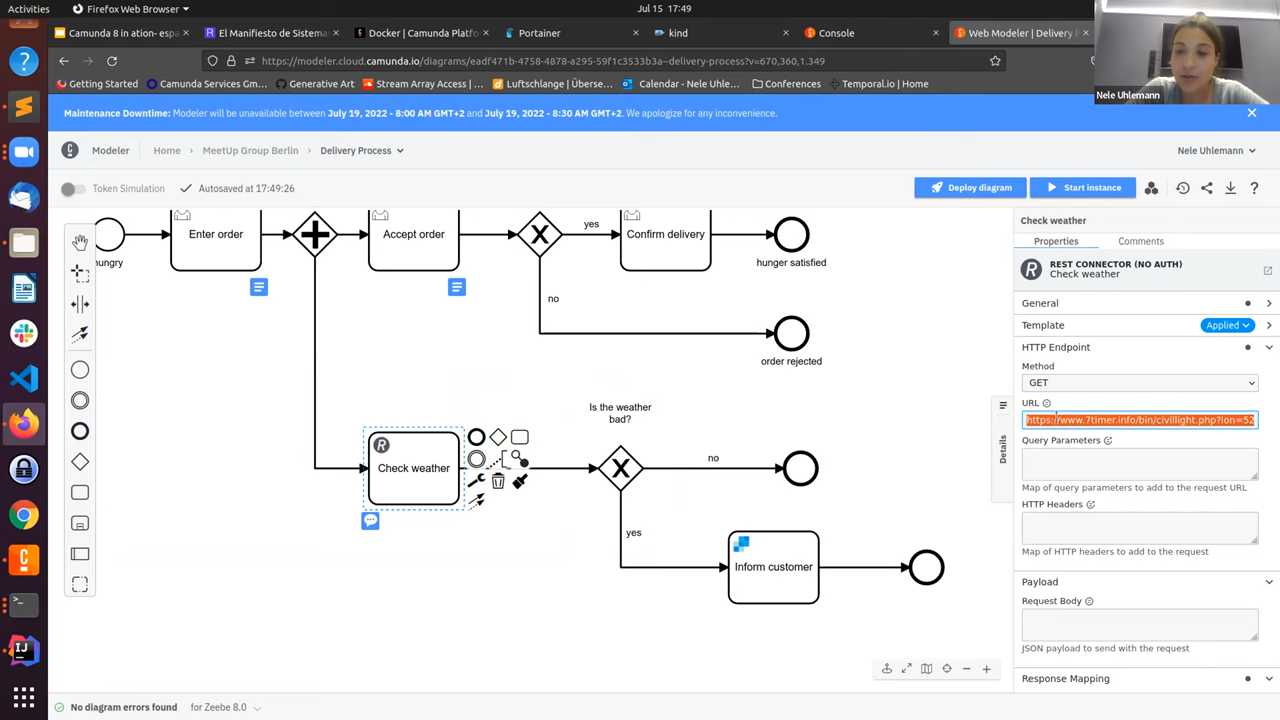 Activities
Firefox Web Browser
Jul 15 17:49
Camunda 8 in ation- espa
El Manifiesto de Sistema
Docker | Camunda Platfo
Portainer
kind
Console
Web Modeler | Delivery P
https://modeler.cloud.camunda.io/diagrams/eadf471b-4758-4878-a295-59f1c3533b3a--delivery-process?v=670,360,1.349
Getting Started
Camunda Services Gm...
Generative Art
Stream Array Access |...
Luftschlange | Überse...
Calendar - Nele Uhle...
Conferences
Temporal.io | Home
Nele Uhlemann
Maintenance Downtime: Modeler will be unavailable between July 19, 2022 - 8:00 AM GMT+2 and July 19, 2022 - 8:30 AM GMT+2. We apologize for any inconvenience.
Modeler
Home
MeetUp Group Berlin
Delivery Process
Nele Uhlemann
Token Simulation
Autosaved at 17:49:26
Deploy diagram
Start instance
hungry
Enter order
Accept order
yes
Confirm delivery
hunger satisfied
no
order rejected
Is the weather
bad?
Check weather
no
yes
Inform customer
Details
Check weather
Properties
Comments
REST CONNECTOR (NO AUTH)
Check weather
General
Template
Applied
HTTP Endpoint
Method
GET
URL
https://www.7timer.info/bin/civillight.php?lon=52
Query Parameters
Map of query parameters to add to the request URL
HTTP Headers
Map of HTTP headers to add to the request
Payload
Request Body
JSON payload to send with the request
Response Mapping
No diagram errors found
for Zeebe 8.0